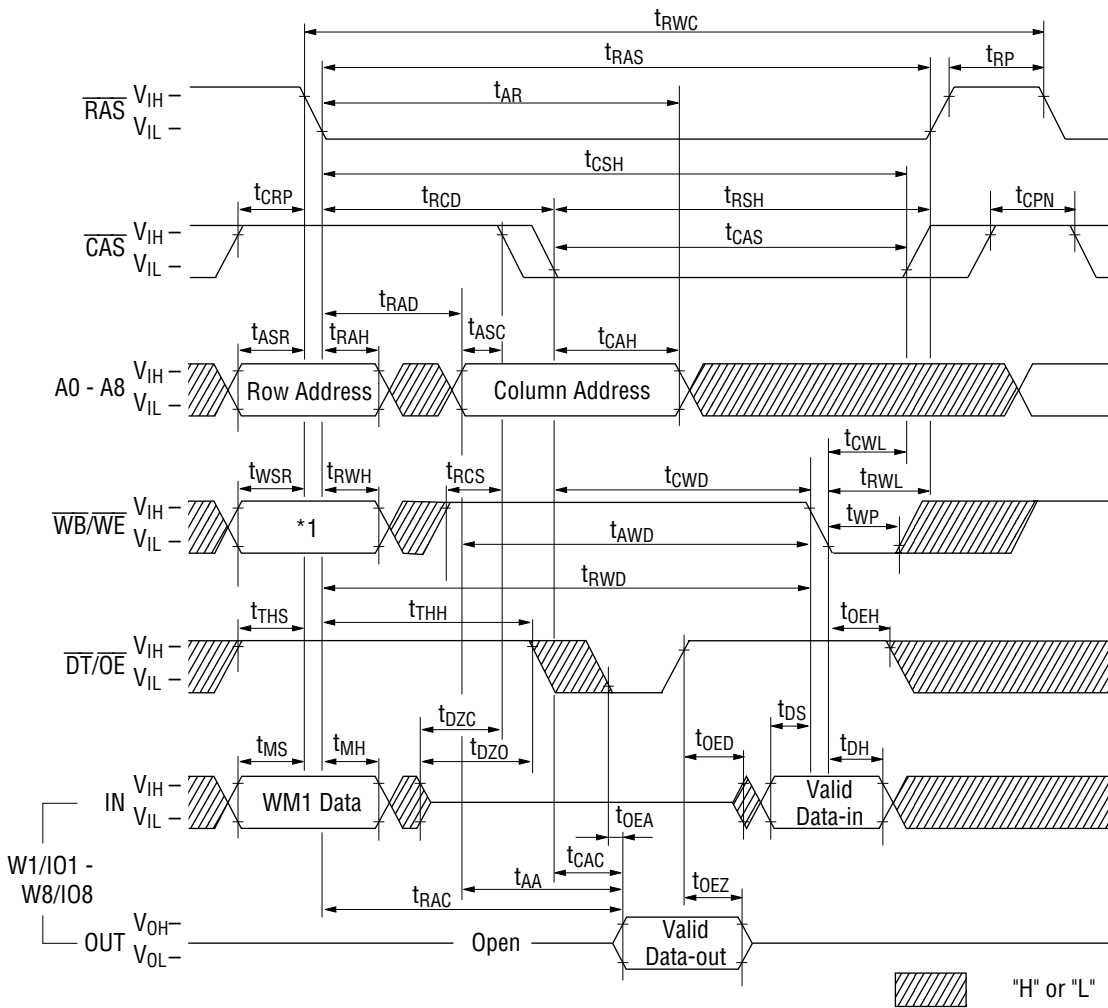 tRWC
tRAS
tRP
tAR
RAS
VIH –
VIL –
tCSH
tCRP
tRCD
tRSH
tCPN
CAS
VIH –
VIL –
tCAS
tRAD
tASR
tRAH
tASC
tCAH
A0 - A8
VIH –
VIL –
Row Address
Column Address
tCWL
tWSR
tRWH
tRCS
tCWD
tRWL
WB/WE
VIH –
VIL –
*1
tWP
tAWD
tRWD
tTHS
tTHH
tOEH
DT/OE
VIH –
VIL –
tDZC
tDS
tMS
tMH
tDZO
tOED
tDH
IN
VIH –
VIL –
WM1 Data
Valid
Data-in
tOEA
W1/IO1 -
W8/IO8
tCAC
tAA
tOEZ
tRAC
OUT
VOH–
VOL–
Open
Valid
Data-out
"H" or "L"